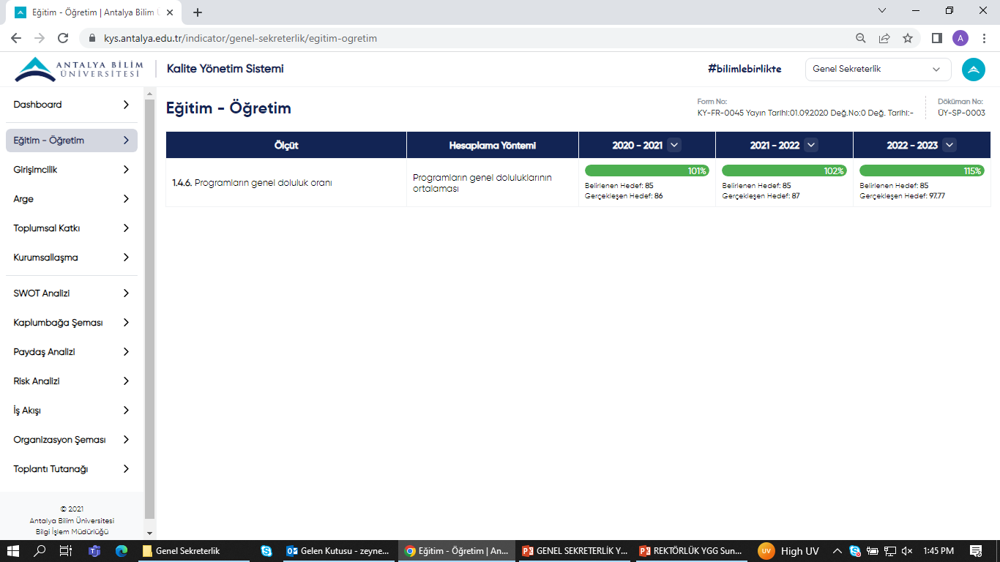 Eğitim - Öğretim | Antalya Bilim
kys.antalya.edu.tr/indicator/genel-sekreterlik/egitim-ogretim
A
ANTALYA BİLİM
ÜNİVERSİTESİ
Kalite Yönetim Sistemi
#bilimlebirlikte
Genel Sekreterlik
Dashboard
Eğitim - Öğretim
Girişimcilik
Arge
Toplumsal Katkı
Kurumsallaşma
SWOT Analizi
Kaplumbağa Şeması
Paydaş Analizi
Risk Analizi
İş Akışı
Organizasyon Şeması
Toplantı Tutanağı
© 2021
Antalya Bilim Üniversitesi
Bilgi İşlem Müdürlüğü
Eğitim - Öğretim
Form No:
KY-FR-0045 Yayın Tarihi:01.09.2020 Değ.No:0 Değ. Tarihi:-
Döküman No:
ÜY-SP-0003
Ölçüt
Hesaplama Yöntemi
2020 - 2021
2021 - 2022
2022 - 2023
1.4.6. Programların genel doluluk oranı
Programların genel doluluklarının
ortalaması
101%
Belirlenen Hedef: 85
Gerçekleşen Hedef: 86
102%
Belirlenen Hedef: 85
Gerçekleşen Hedef: 87
115%
Belirlenen Hedef: 85
Gerçekleşen Hedef: 97.77
Genel Sekreterlik
Gelen Kutusu - zeyne...
Eğitim - Öğretim | An...
GENEL SEKRETERLİK Y...
REKTÖRLÜK YGG Sun...
UV
High UV
1:45 PM